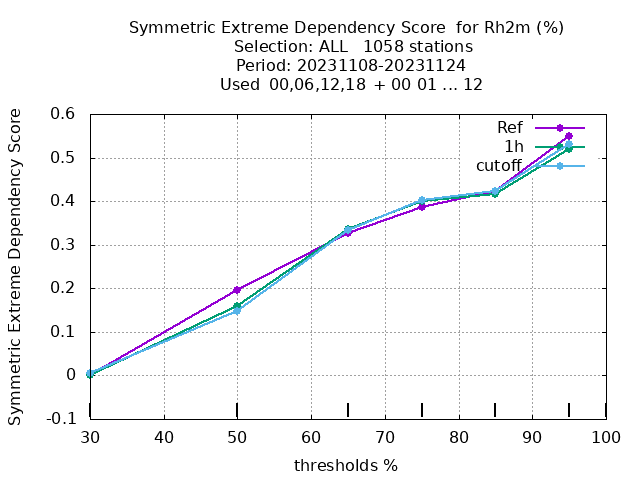 Symmetric Extreme Dependency Score  for Rh2m (%)
Selection: ALL   1058 stations
Period: 20231108-20231124
Used  00,06,12,18  + 00 01 ... 12
Symmetric Extreme Dependency Score
0.6
0.5
0.4
0.3
0.2
0.1
0
-0.1
Ref
1h
cutoff
30 40 50 60 70 80 90 100
thresholds %